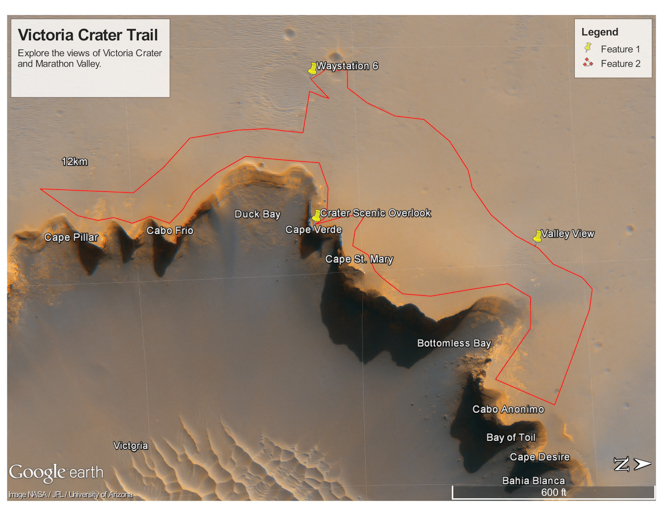 Victoria Crater Trail
Explore the views of Victoria Crater
and Marathon Valley.
Legend
Feature 1
Feature 2
Waystation 6
12km
Duck Bay
Crater Scenic Overlook
Cape Pillar
Cabo Frio
Cape Verde
Valley View
Cape St. Mary
Bottomless Bay
Cabo Anonimo
Bay of Toil
Victoria
Cape Desire
Bahia Blanca
Google earth
Image NASA / JPL / University of Arizona
N
600 ft